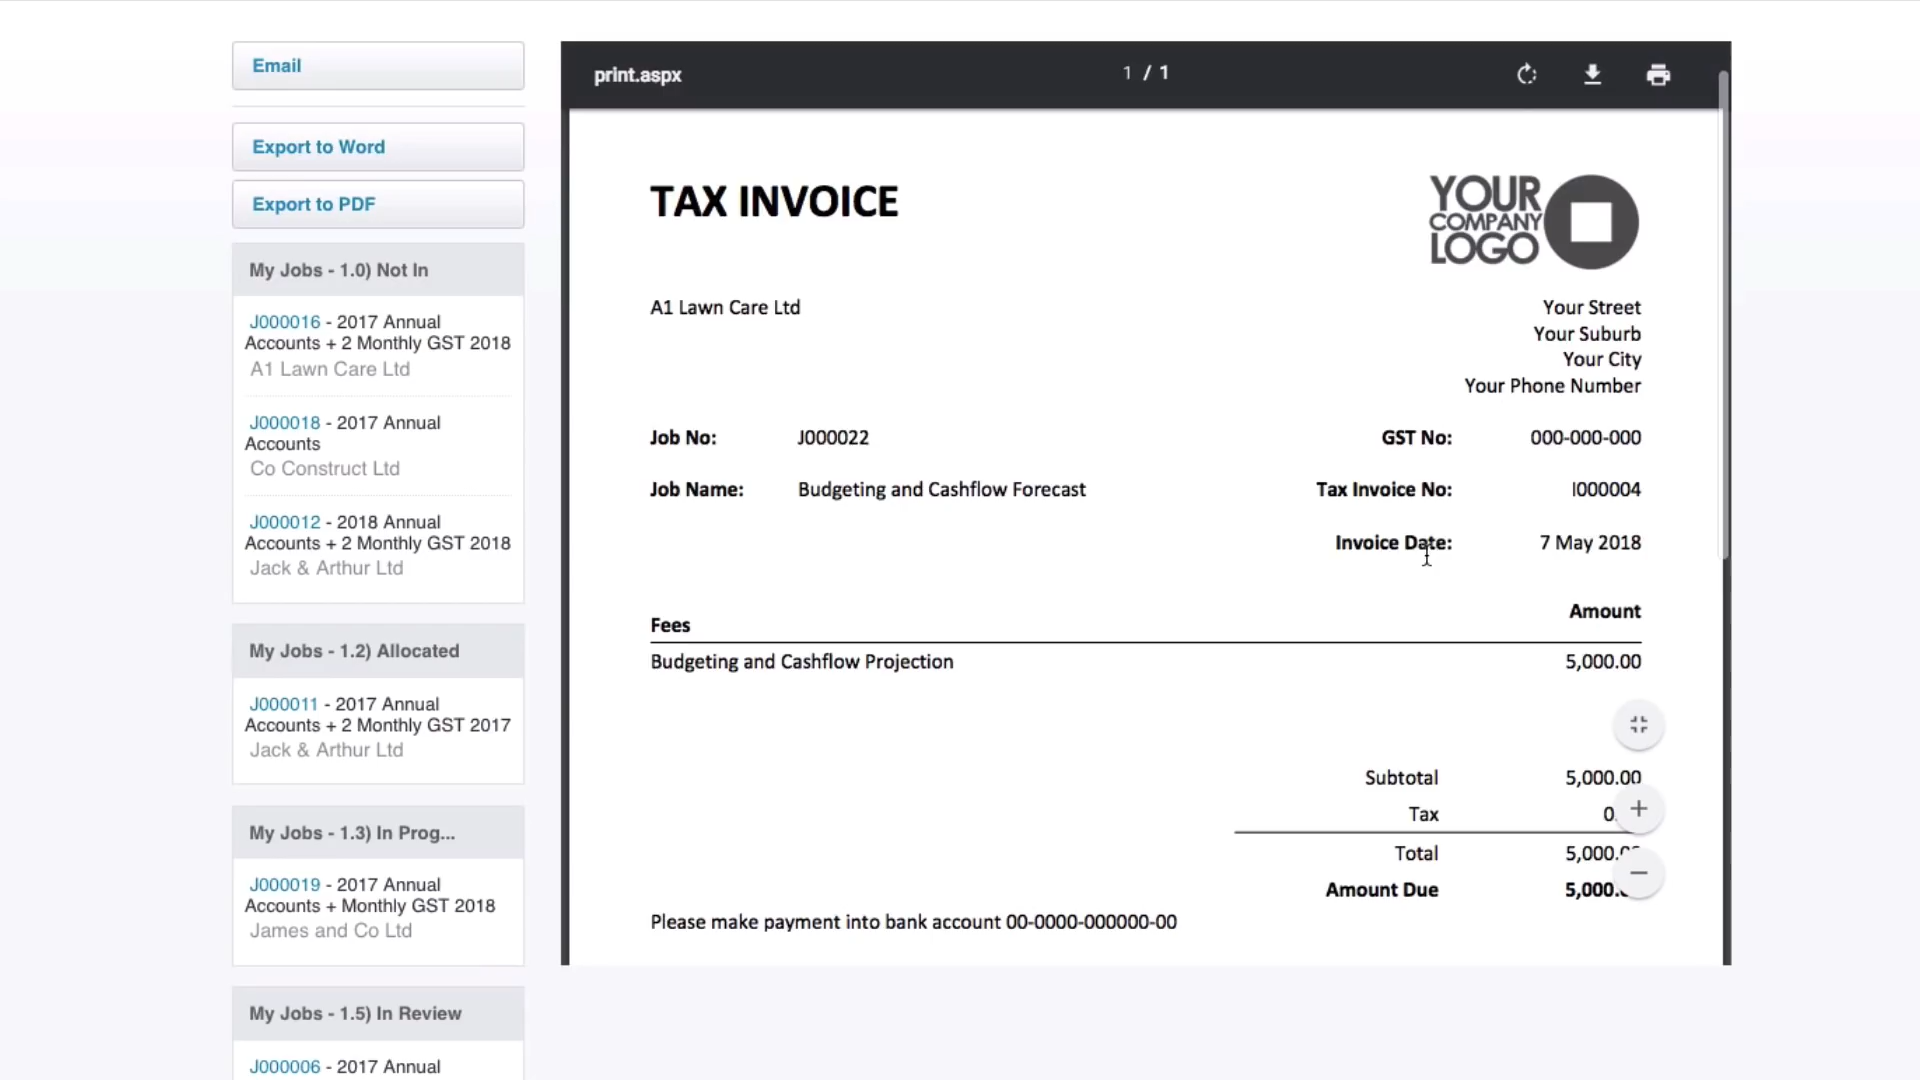 Email
Export to Word
Export to PDF
My Jobs - 1.0) Not In
J000016 - 2017 Annual
Accounts + 2 Monthly GST 2018
A1 Lawn Care Ltd
J000018 - 2017 Annual
Accounts
Co Construct Ltd
J000012 - 2018 Annual
Accounts + 2 Monthly GST 2018
Jack & Arthur Ltd
My Jobs - 1.2) Allocated
J000011 - 2017 Annual
Accounts + 2 Monthly GST 2017
Jack & Arthur Ltd
My Jobs - 1.3) In Prog...
J000019 - 2017 Annual
Accounts + Monthly GST 2018
James and Co Ltd
My Jobs - 1.5) In Review
J000006 - 2017 Annual
print.aspx
1 / 1
TAX INVOICE
YOUR
COMPANY
LOGO
A1 Lawn Care Ltd
Your Street
Your Suburb
Your City
Your Phone Number
Job No: J000022
GST No: 000-000-000
Job Name: Budgeting and Cashflow Forecast
Tax Invoice No: I000004
Invoice Date: 7 May 2018
Amount
Fees
Budgeting and Cashflow Projection 5,000.00
Subtotal 5,000.00
Tax 0.
Total 5,000.
Amount Due 5,000.
Please make payment into bank account 00-0000-000000-00